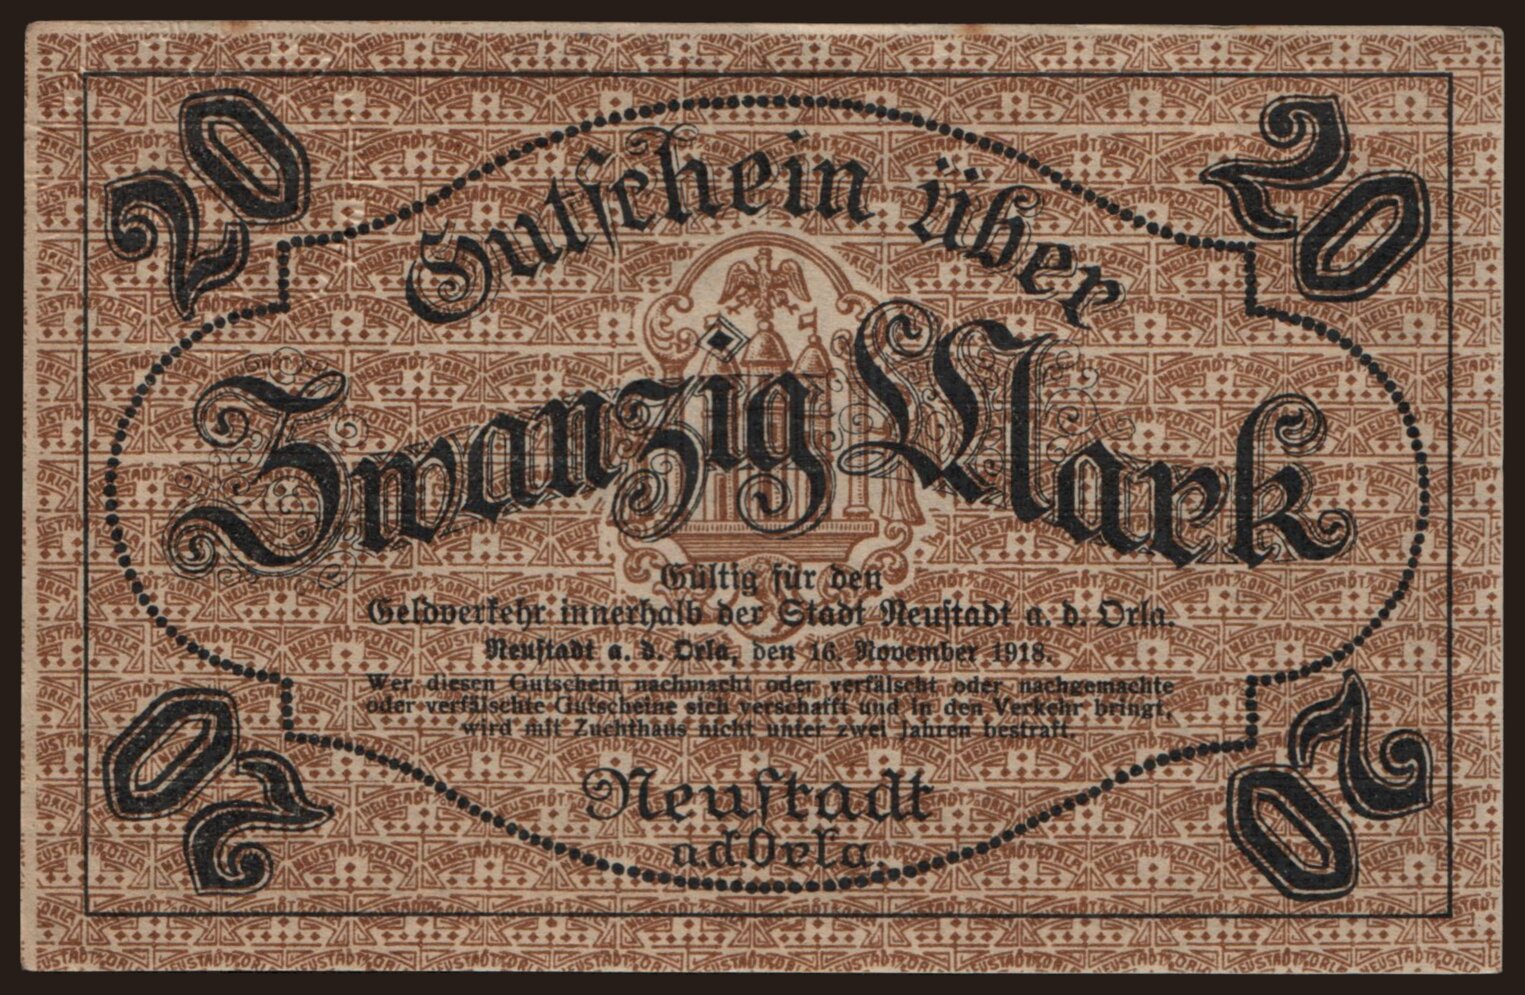 20
20
Gutschein über
Zwanzig Mark
Gültig für den
Geldverkehr innerhalb der Stadt Neustadt a. d. Orla.
Neustadt a. d. Orla, den 16. November 1918.
Wer diesen Gutschein nachmacht oder verfälscht oder nachgemachte
oder verfälschte Gutscheine sich verschafft und in den Verkehr bringt,
wird mit Zuchthaus nicht unter zwei Jahren bestraft.
Neustadt
a.d.Orla.
20
20